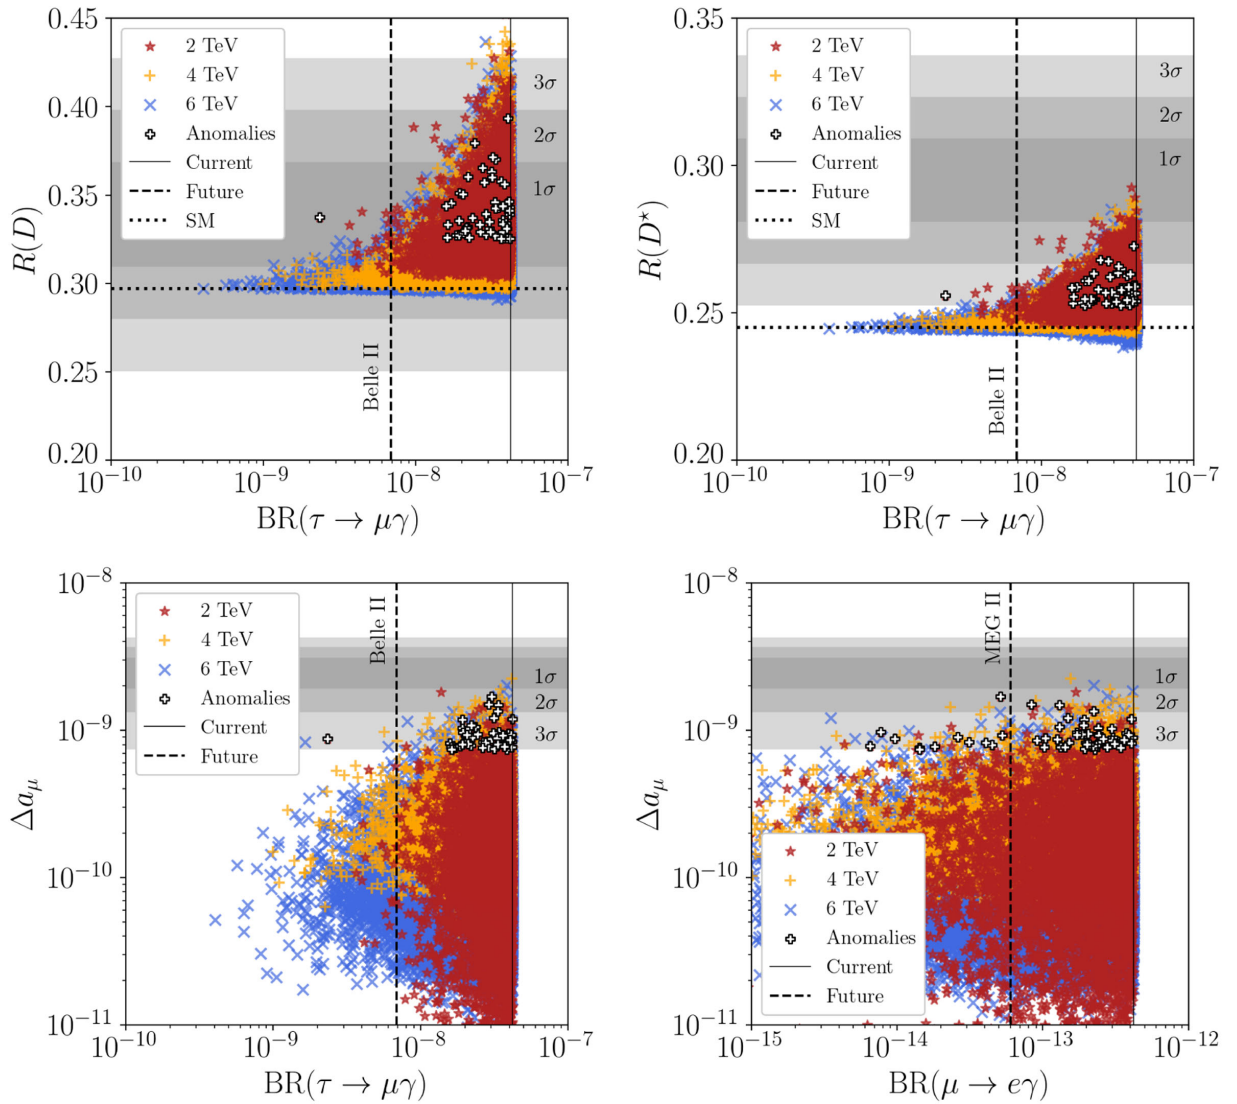 0.45
0.40
0.35
0.30
0.25
0.20
R(D)
2 TeV
4 TeV
6 TeV
Anomalies
Current
Future
SM
3σ
2σ
1σ
Belle II
10⁻¹⁰ 10⁻⁹ 10⁻⁸ 10⁻⁷
BR(τ → μγ)
0.35
0.30
0.25
0.20
R(D⋆)
2 TeV
4 TeV
6 TeV
Anomalies
Current
Future
SM
3σ
2σ
1σ
Belle II
10⁻¹⁰ 10⁻⁹ 10⁻⁸ 10⁻⁷
BR(τ → μγ)
10⁻⁸
10⁻⁹
10⁻¹⁰
10⁻¹¹
Δaμ
2 TeV
4 TeV
6 TeV
Anomalies
Current
Future
Belle II
1σ
2σ
3σ
10⁻¹⁰ 10⁻⁹ 10⁻⁸ 10⁻⁷
BR(τ → μγ)
10⁻⁸
10⁻⁹
10⁻¹⁰
10⁻¹¹
Δaμ
MEG II
1σ
2σ
3σ
2 TeV
4 TeV
6 TeV
Anomalies
Current
Future
10⁻¹⁵ 10⁻¹⁴ 10⁻¹³ 10⁻¹²
BR(μ → eγ)